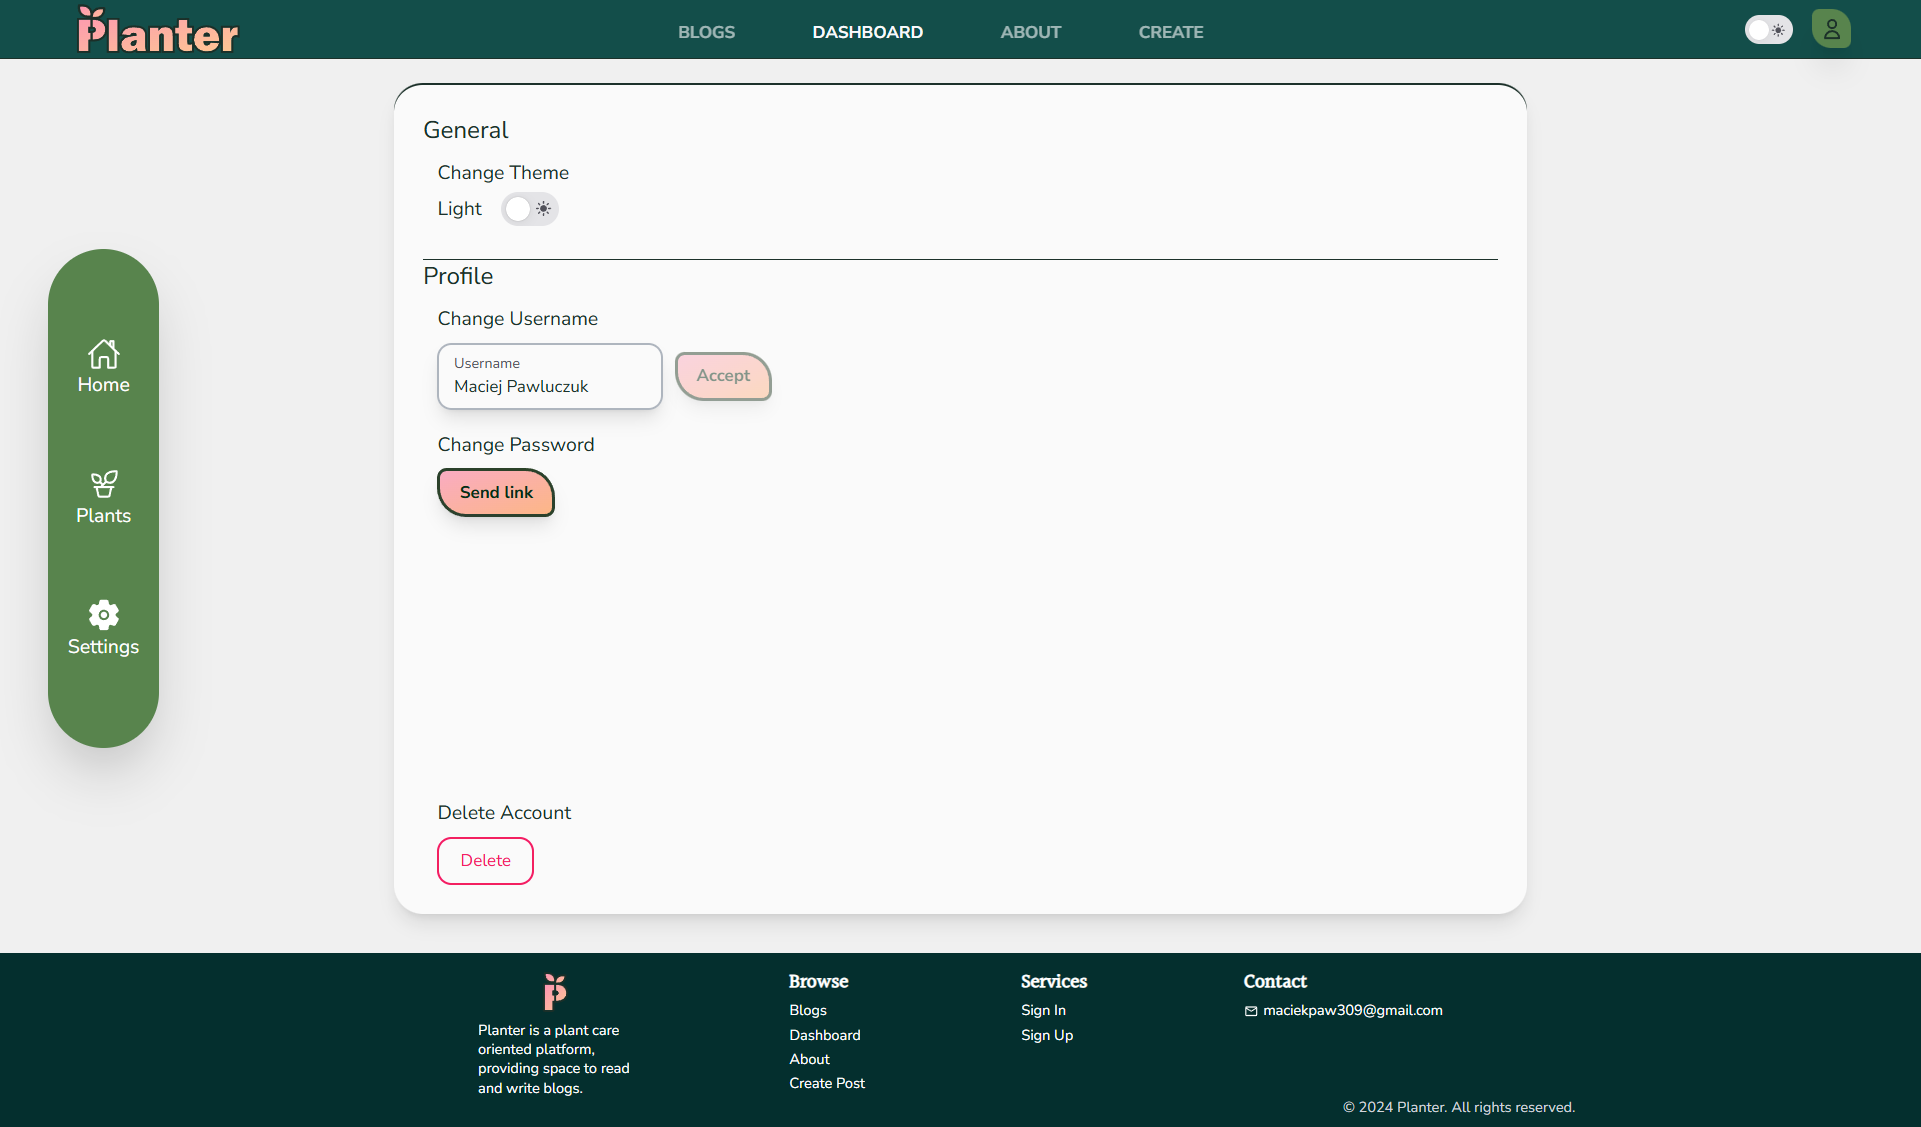 Planter
BLOGS
DASHBOARD
ABOUT
CREATE
General
Change Theme
Light
Profile
Change Username
Username
Maciej Pawluczuk
Accept
Change Password
Send link
Delete Account
Delete
Home
Plants
Settings
P
Planter is a plant care
oriented platform,
providing space to read
and write blogs.
Browse
Blogs
Dashboard
About
Create Post
Services
Sign In
Sign Up
Contact
maciekpaw309@gmail.com
© 2024 Planter. All rights reserved.